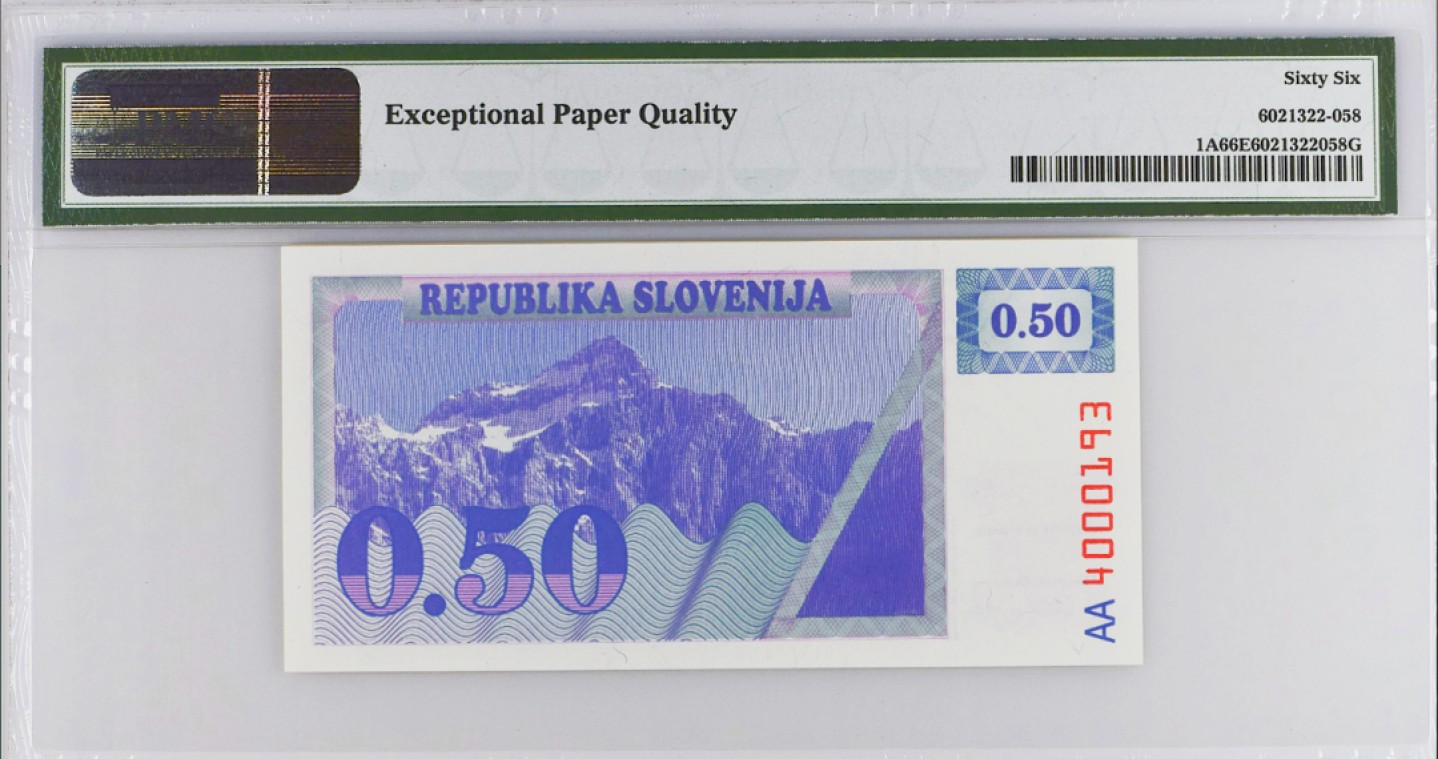 Sixty Six
Exceptional Paper Quality
6021322-058
1A66E6021322058G
REPUBLIKA SLOVENIJA
0.50
0.50
AA 4000193